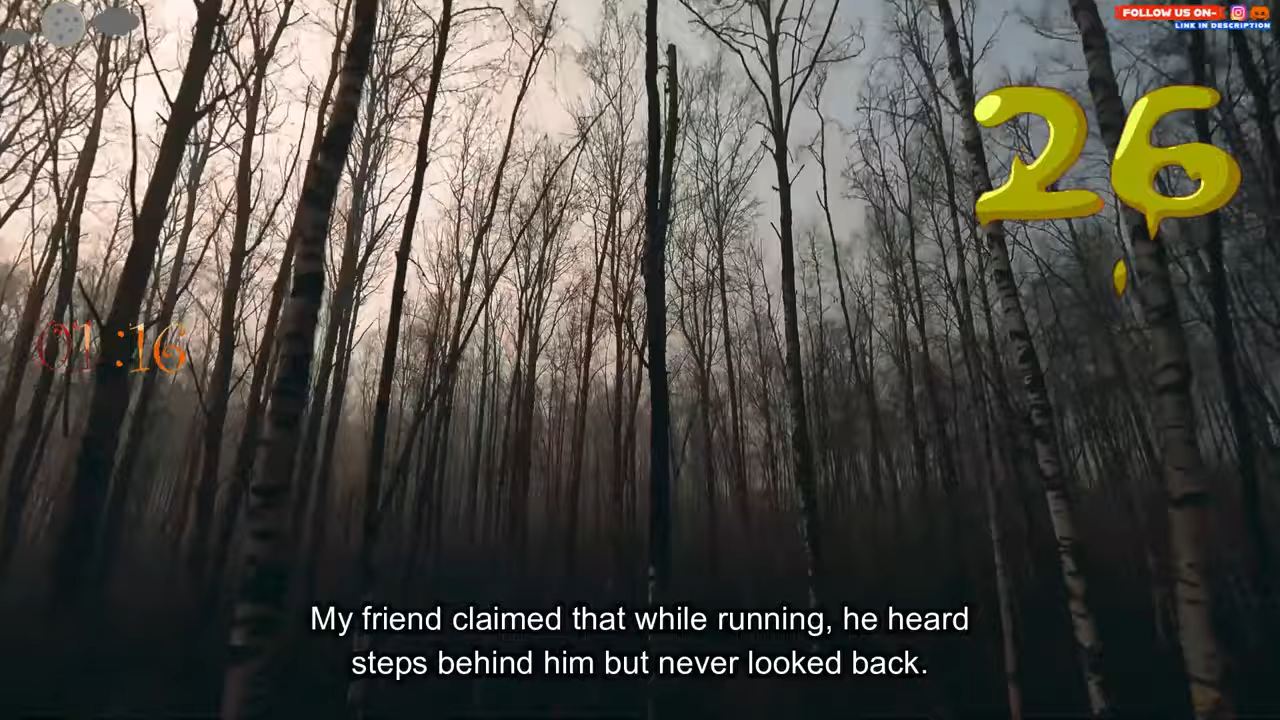 FOLLOW US ON-
LINK IN DESCRIPTION
26
01:16
My friend claimed that while running, he heard
steps behind him but never looked back.